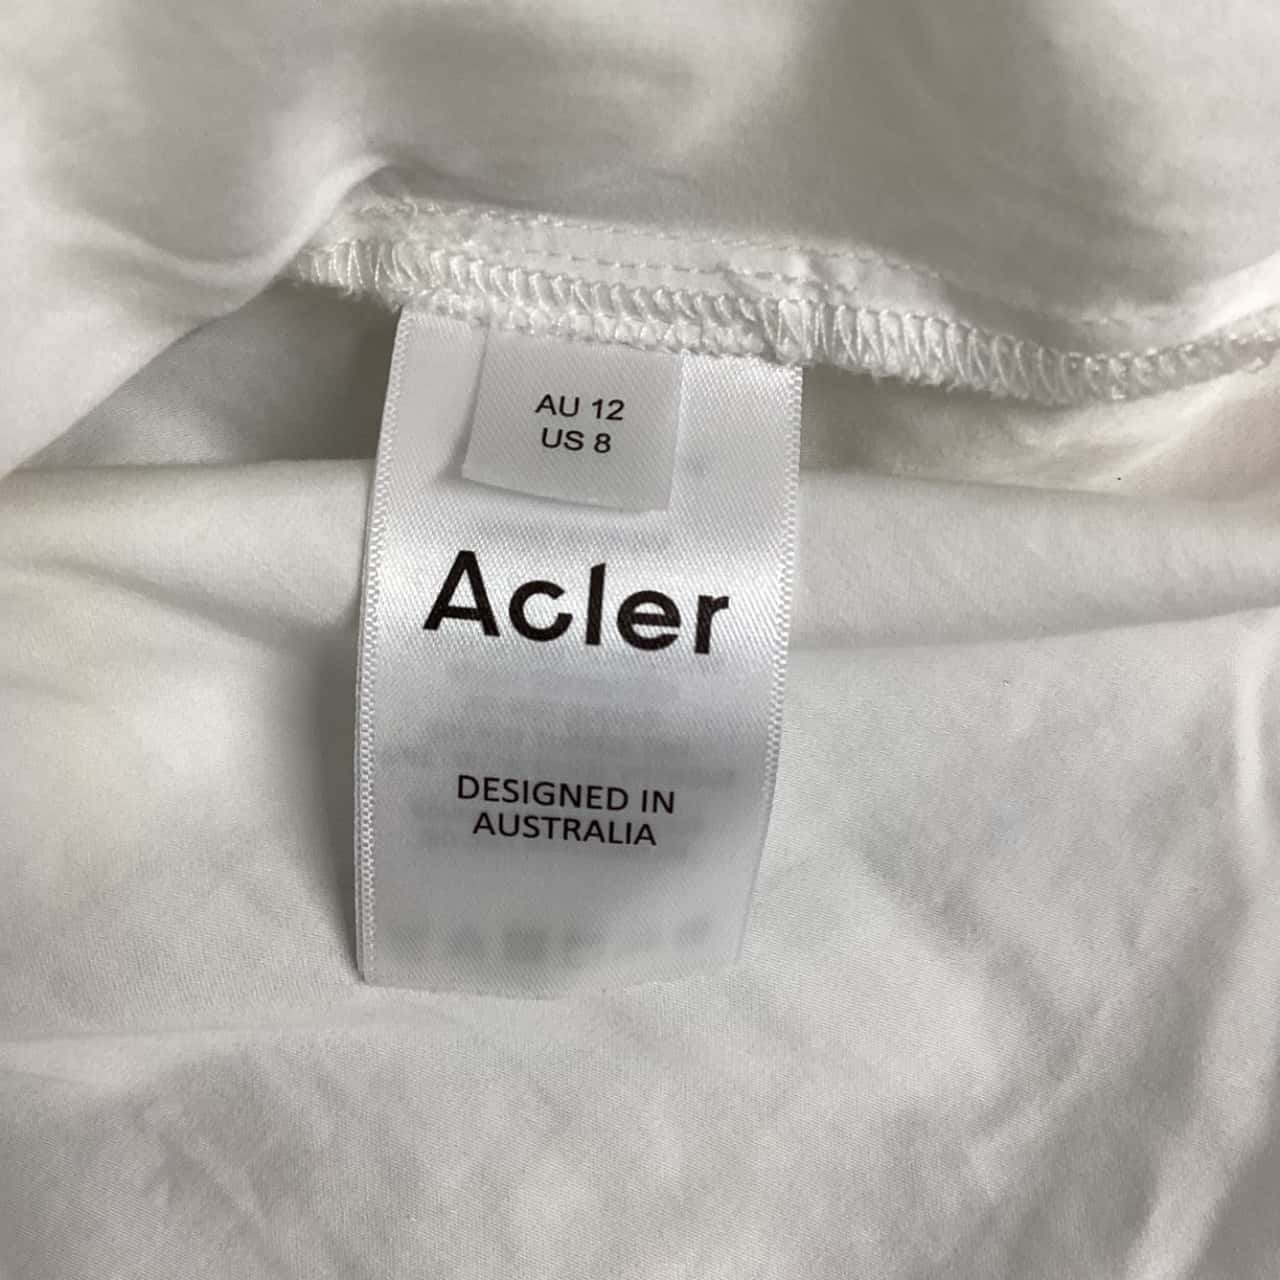 AU 12
US 8
Acler
DESIGNED IN
AUSTRALIA